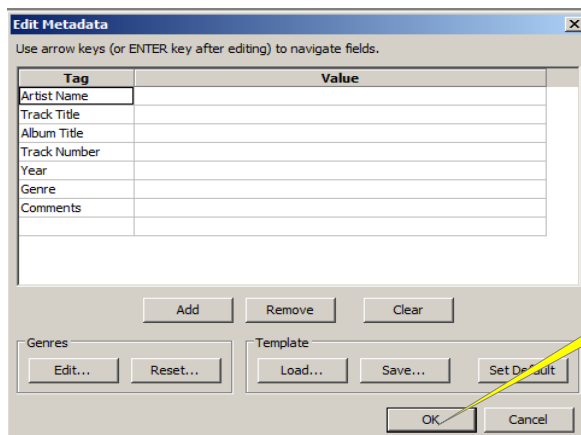 Edit Metadata
Use arrow keys (or ENTER key after editing) to navigate fields.
Tag Value
Artist Name
Track Title
Album Title
Track Number
Year
Genre
Comments
Add Remove Clear
Genres Template
Edit... Reset... Load... Save... Set Default
OK Cancel